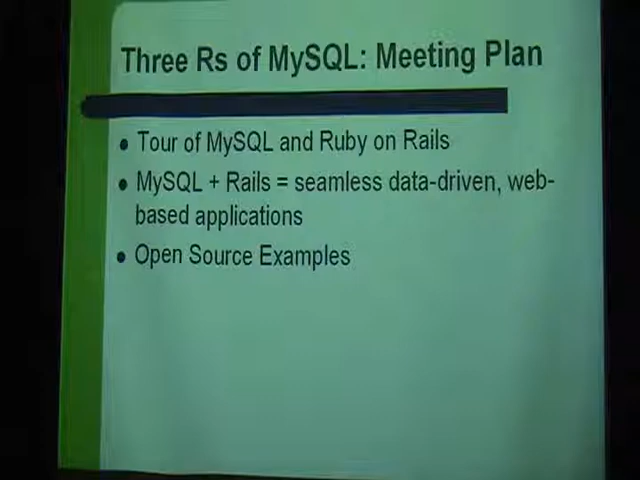 Three Rs of MySQL: Meeting Plan
• Tour of MySQL and Ruby on Rails
• MySQL + Rails = seamless data-driven, web-
based applications
• Open Source Examples